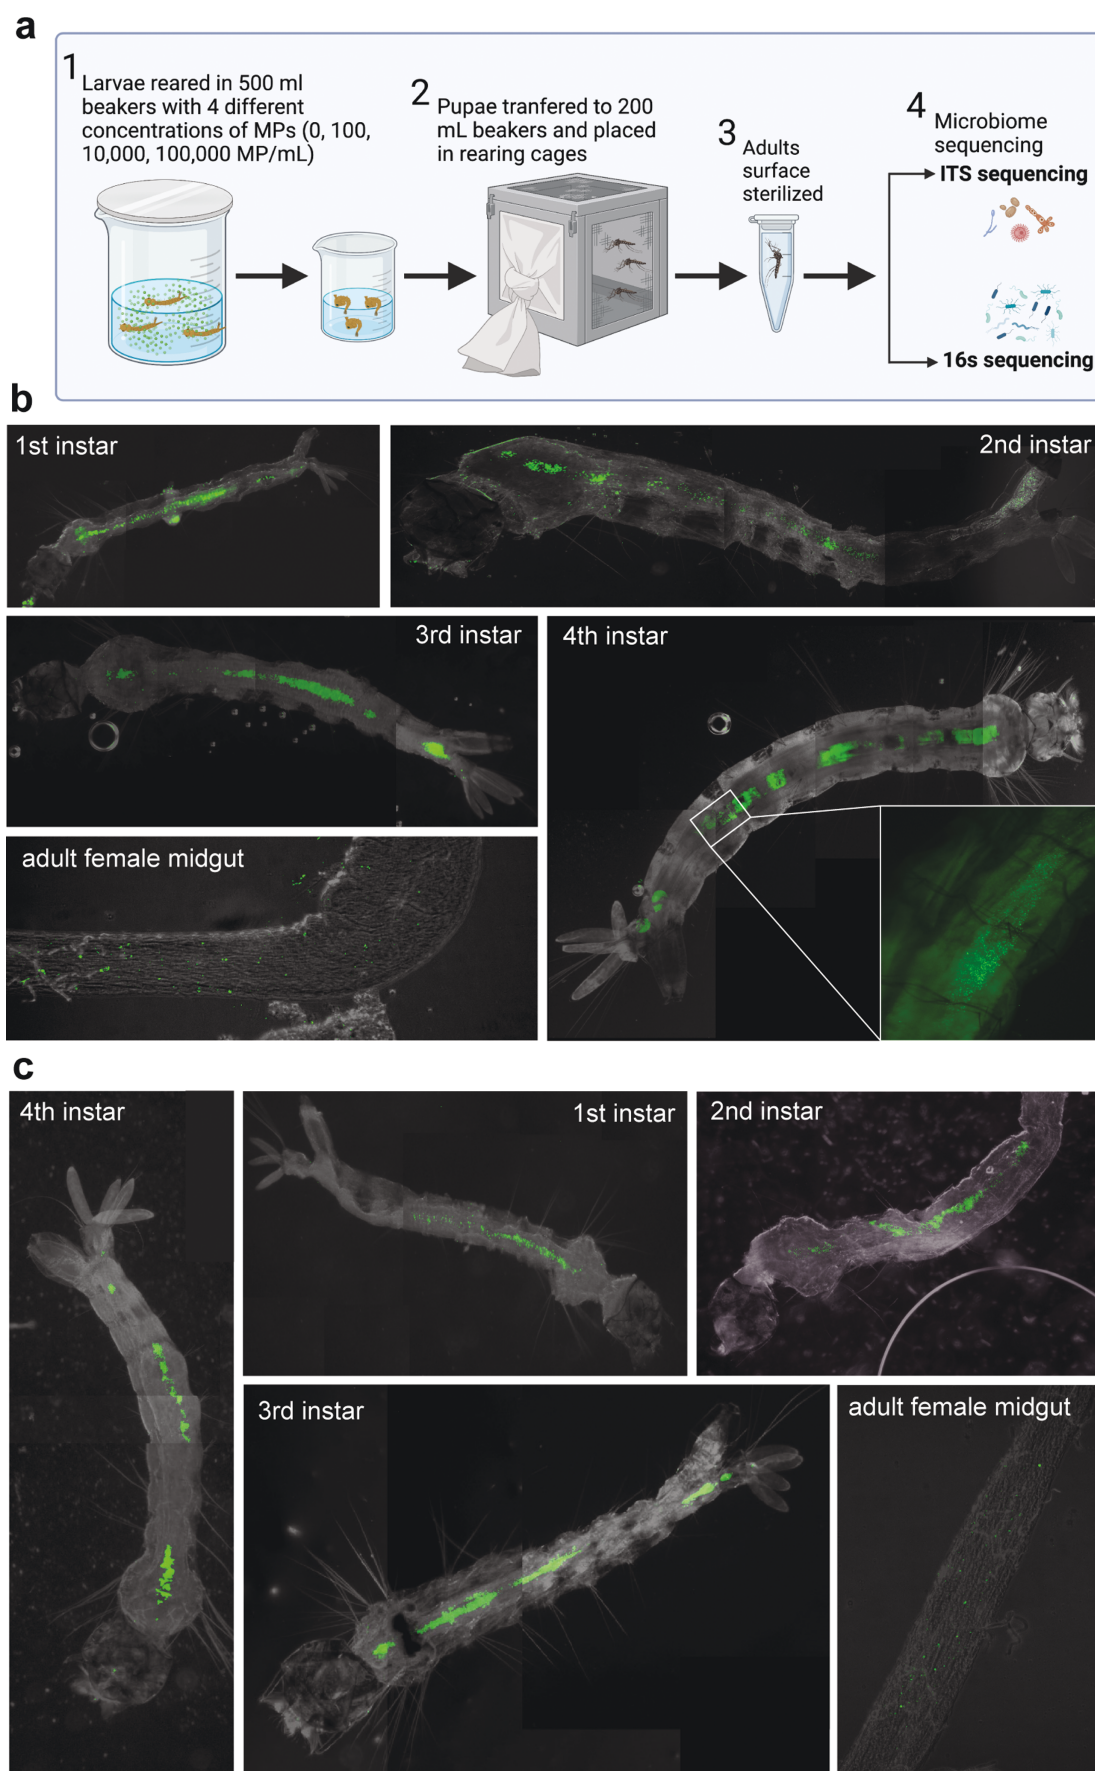 a
1
Larvae reared in 500 ml
beakers with 4 different
concentrations of MPs (0, 100,
10,000, 100,000 MP/mL)
2
Pupae tranfered to 200
mL beakers and placed
in rearing cages
3
Adults
surface
sterilized
4
Microbiome
sequencing
ITS sequencing
16s sequencing
b
1st instar
2nd instar
3rd instar
4th instar
adult female midgut
c
4th instar
1st instar
2nd instar
3rd instar
adult female midgut